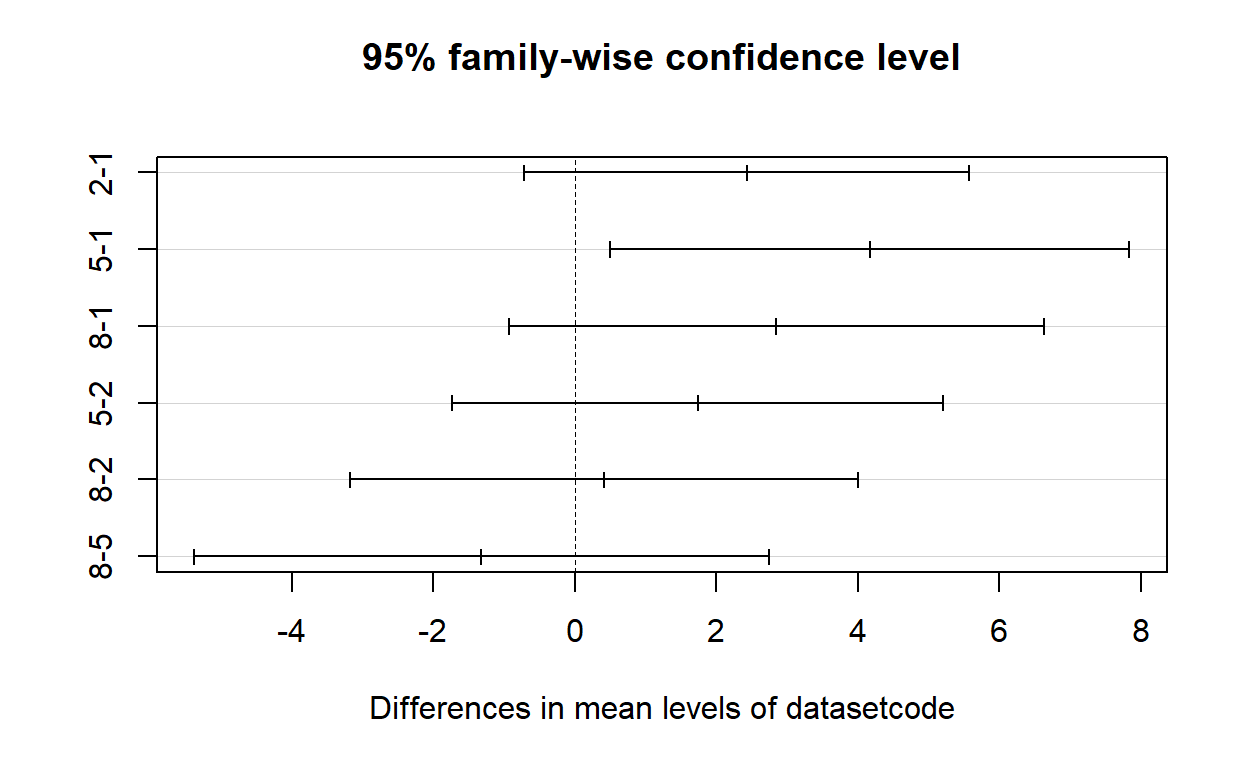 95% family-wise confidence level
2-1
5-1
8-1
5-2
8-2
8-5
-4 -2 0 2 4 6 8
Differences in mean levels of datasetcode